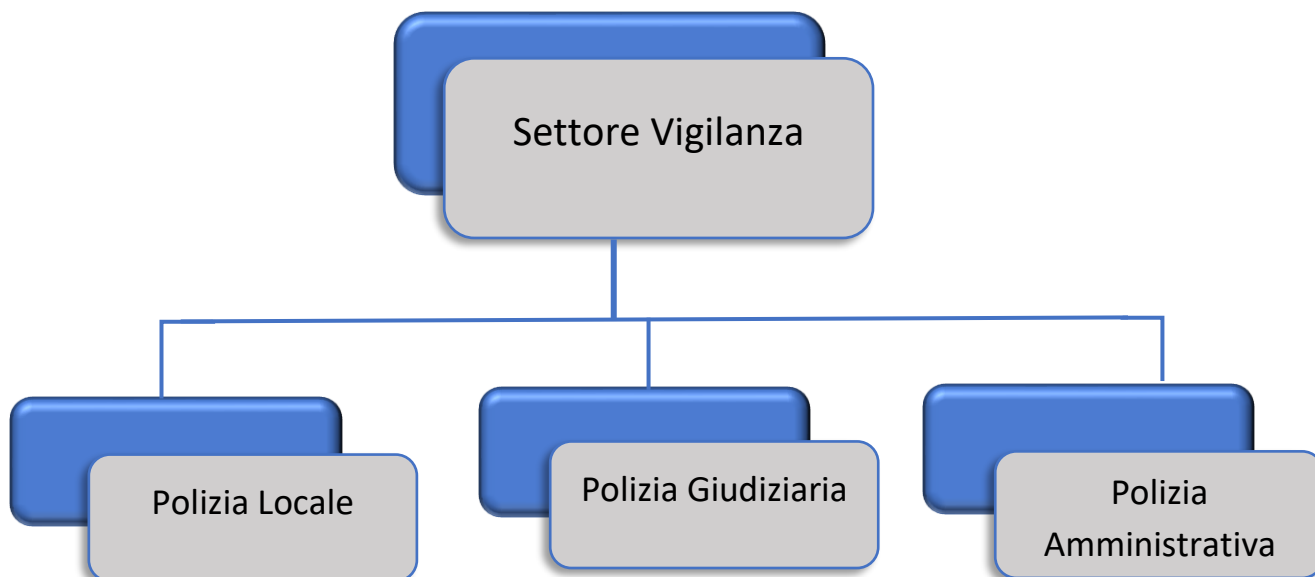 Settore Vigilanza
Polizia Locale
Polizia Giudiziaria
Polizia
Amministrativa